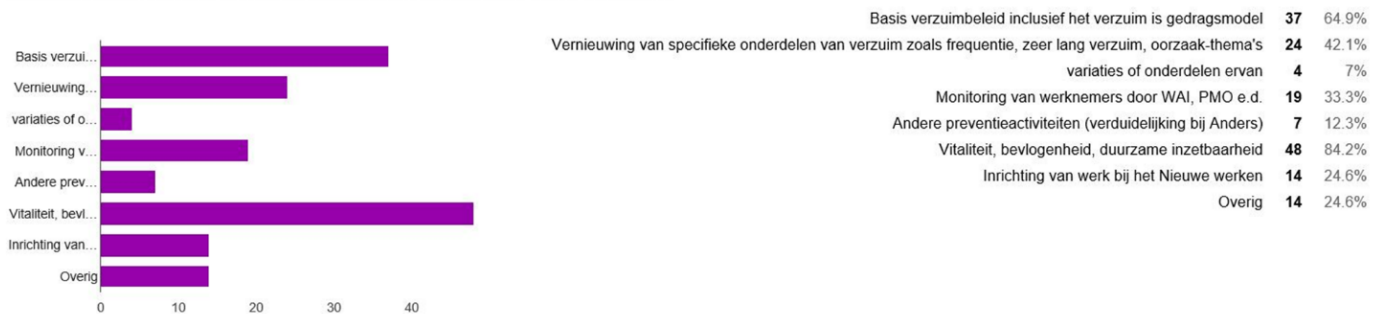 Basis verzui...
Vernieuwing...
variaties of o...
Monitoring v...
Andere prev...
Vitaliteit, bevl...
Inrichting van...
Overig
0 10 20 30 40
Basis verzuimbeleid inclusief het verzuim is gedragsmodel 37 64.9%
Vernieuwing van specifieke onderdelen van verzuim zoals frequentie, zeer lang verzuim, oorzaak-thema's 24 42.1%
variaties of onderdelen ervan 4 7%
Monitoring van werknemers door WAI, PMO e.d. 19 33.3%
Andere preventieactiviteiten (verduidelijking bij Anders) 7 12.3%
Vitaliteit, bevlogenheid, duurzame inzetbaarheid 48 84.2%
Inrichting van werk bij het Nieuwe werken 14 24.6%
Overig 14 24.6%